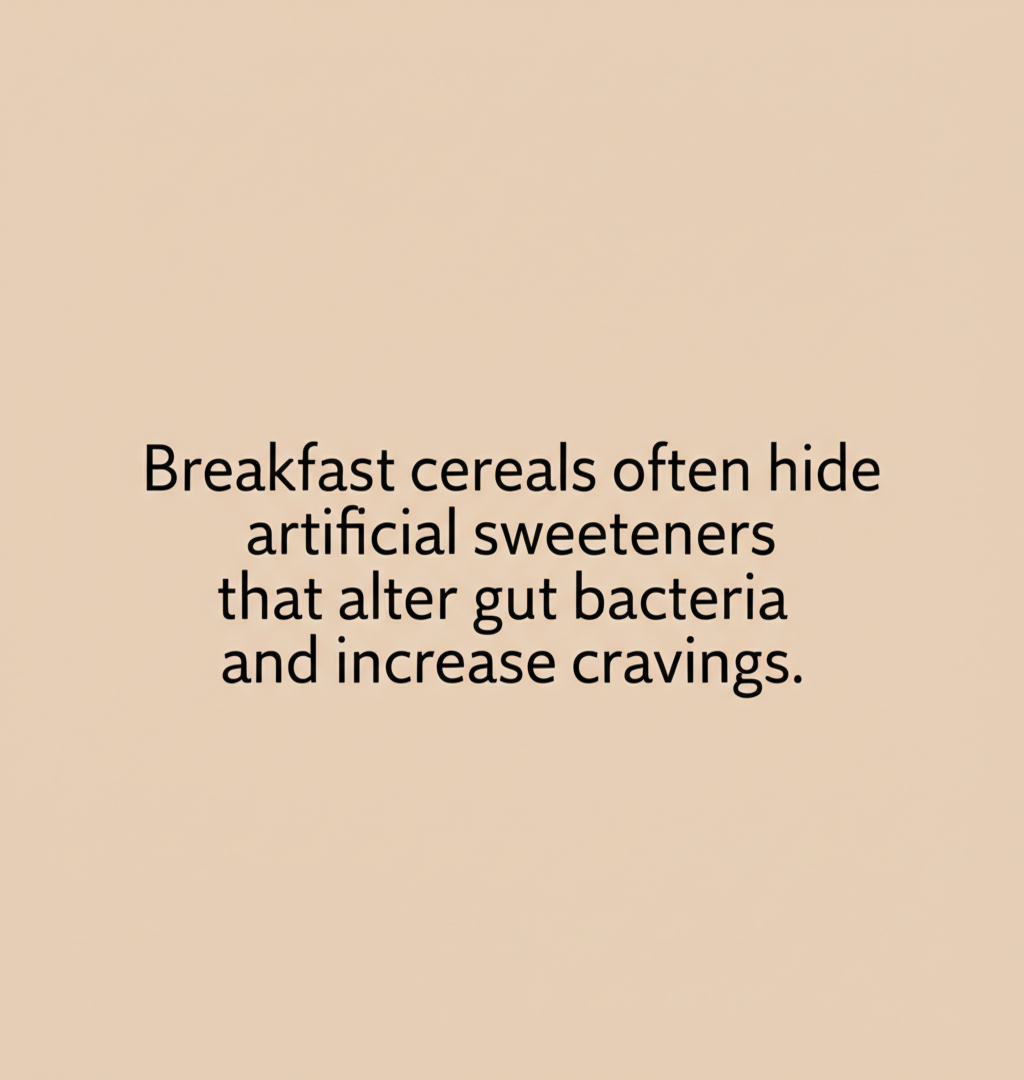 Breakfast cereals often hide
artificial sweeteners
that alter gut bacteria
and increase cravings.